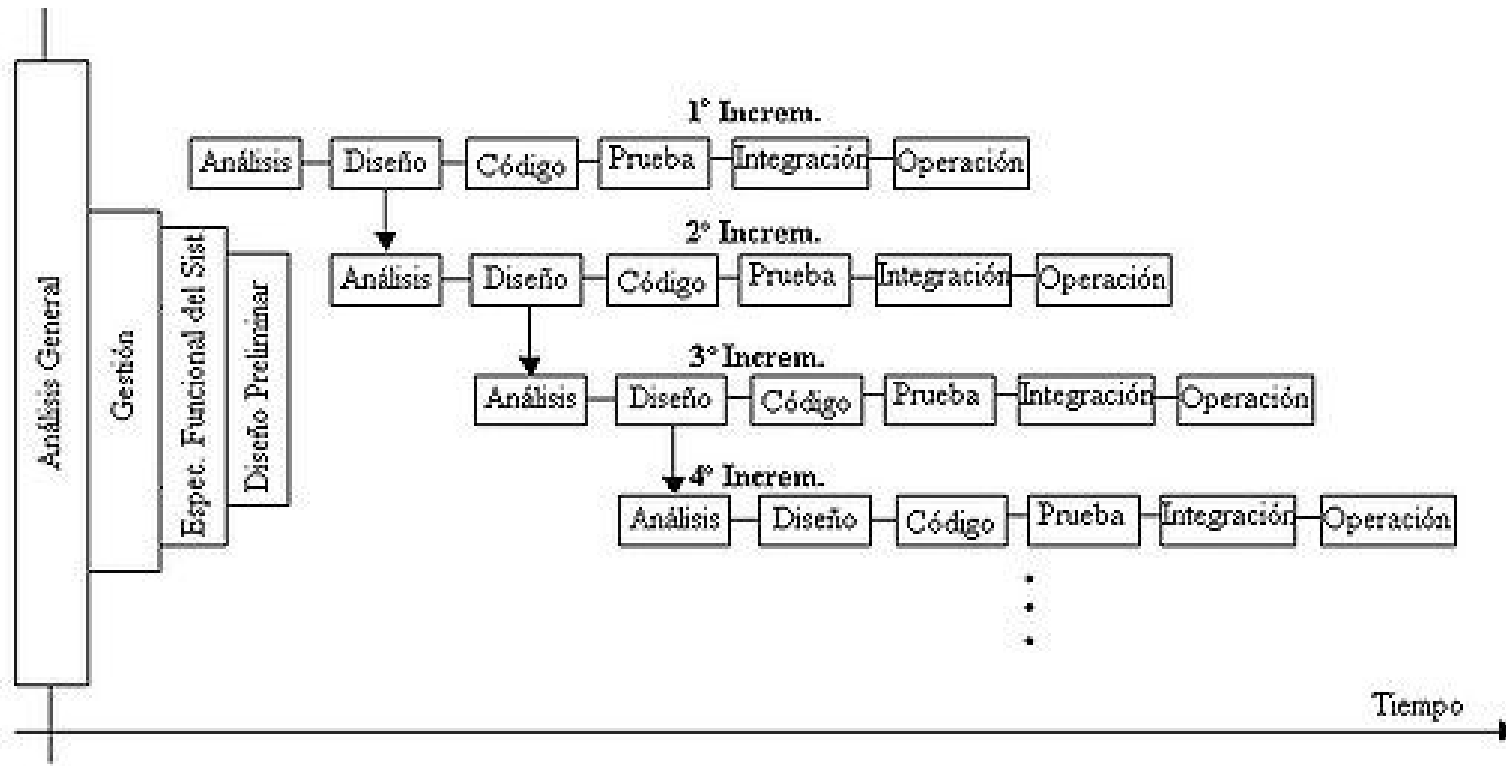 Análisis General
Gestión
Espec. Funcional del Sist.
Diseño Preliminar
1° Increm.
Análisis Diseño Código Prueba Integración Operación
2° Increm.
Análisis Diseño Código Prueba Integración Operación
3° Increm.
Análisis Diseño Código Prueba Integración Operación
4° Increm.
Análisis Diseño Código Prueba Integración Operación
Tiempo